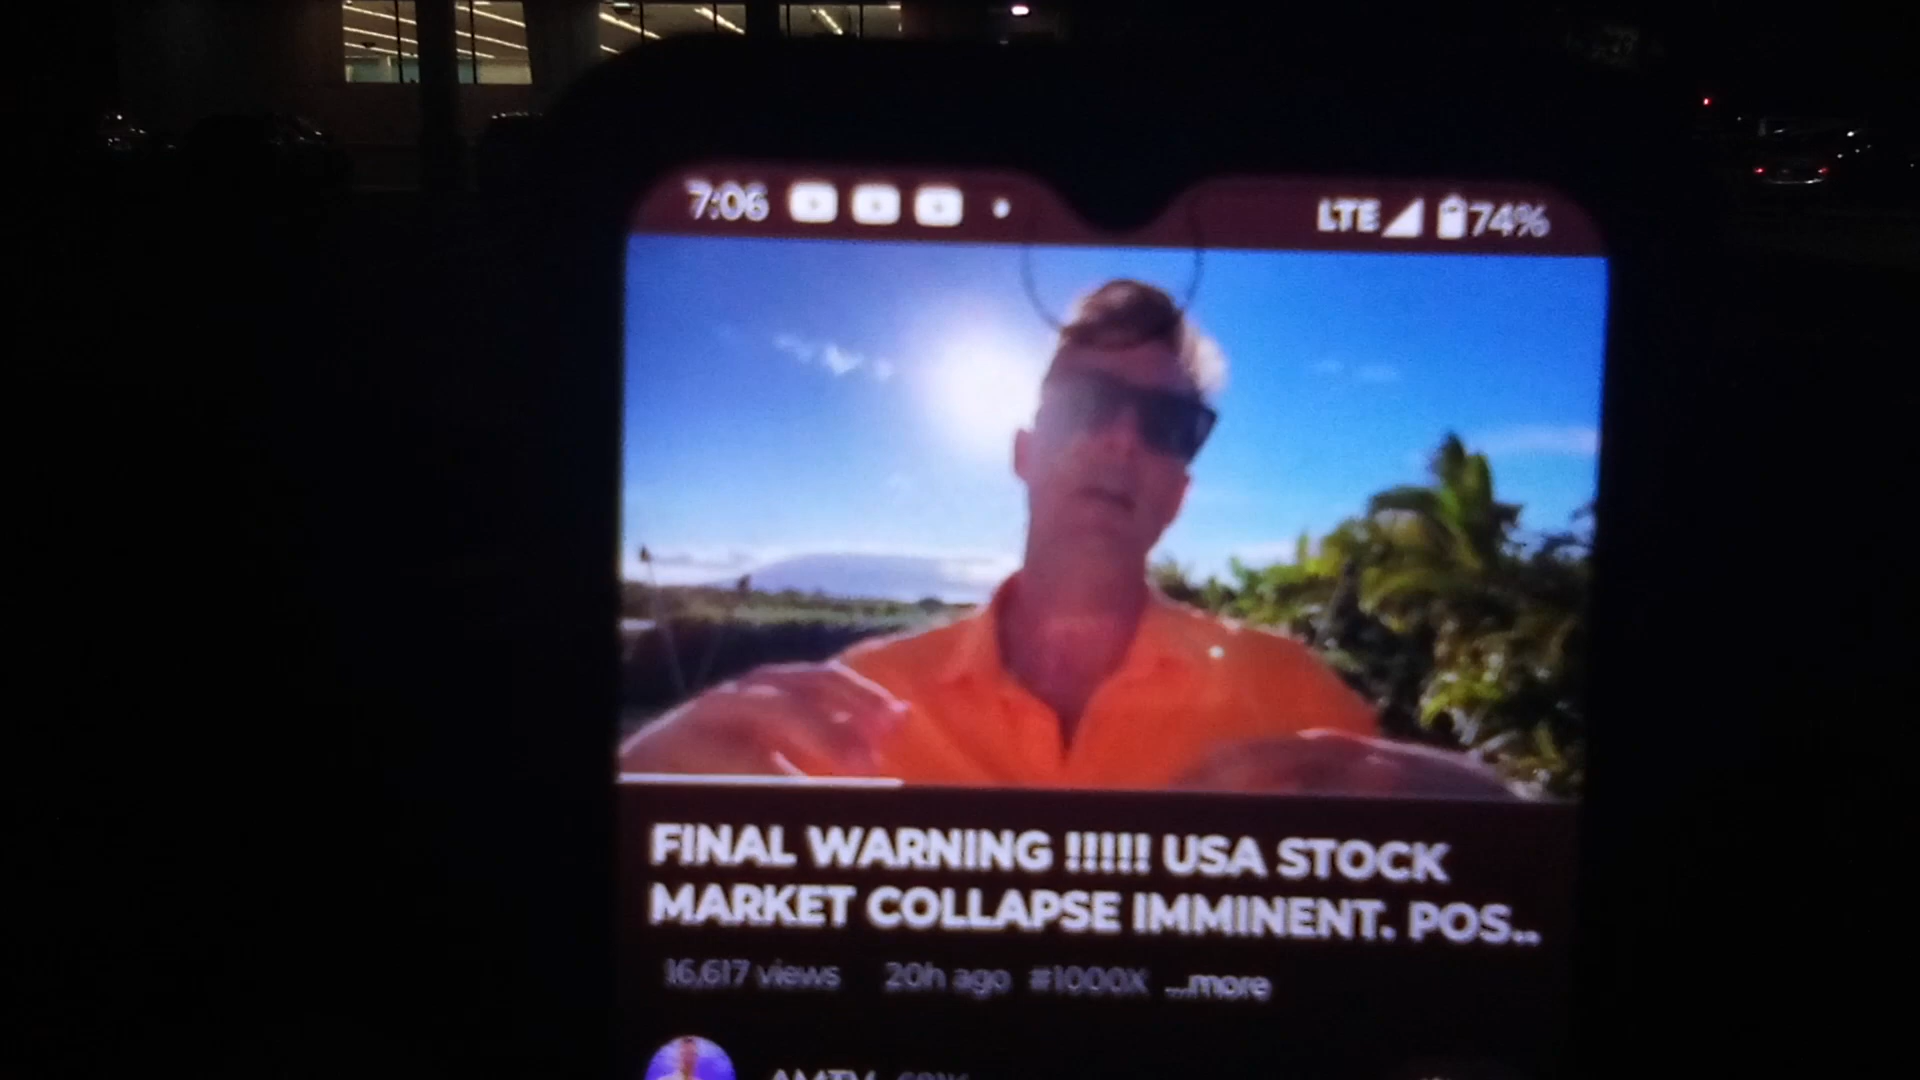 7:06 LTE 74%
FINAL WARNING !!!!! USA STOCK
MARKET COLLAPSE IMMINENT. POS..
16,617 views 20h ago #1000X ...more
AMTV